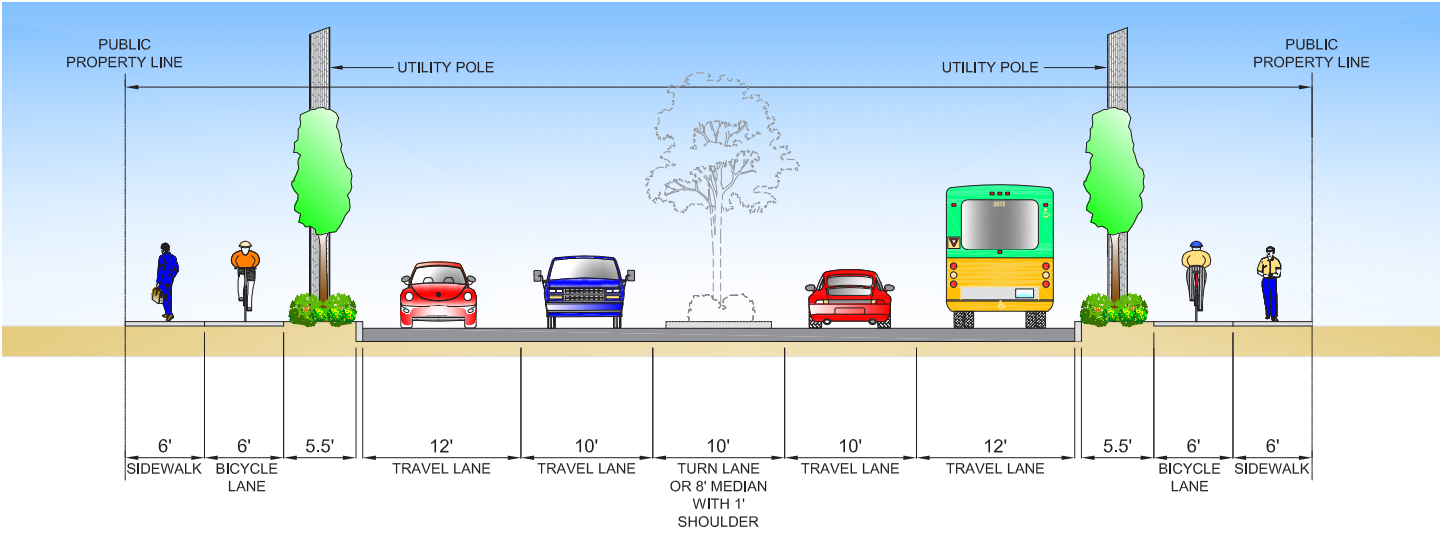 PUBLIC
PROPERTY LINE
UTILITY POLE
UTILITY POLE
PUBLIC
PROPERTY LINE
6'
6'
5.5'
12'
10'
10'
10'
12'
5.5'
6'
6'
SIDEWALK
BICYCLE
LANE
TRAVEL LANE
TRAVEL LANE
TURN LANE
OR 8' MEDIAN
WITH 1'
SHOULDER
TRAVEL LANE
TRAVEL LANE
BICYCLE
LANE
SIDEWALK